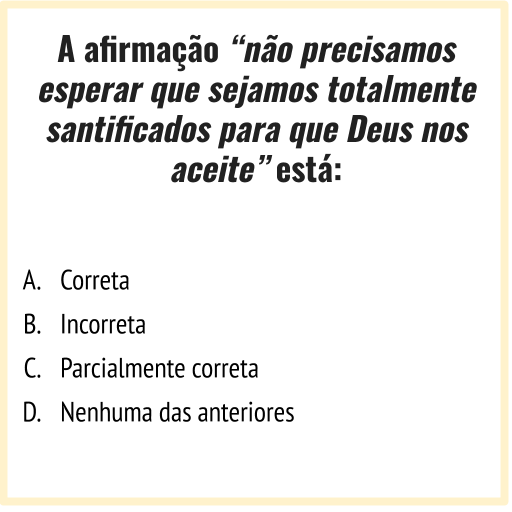 A afirmação “não precisamos
esperar que sejamos totalmente
santificados para que Deus nos
aceite” está:
A. Correta
B. Incorreta
C. Parcialmente correta
D. Nenhuma das anteriores